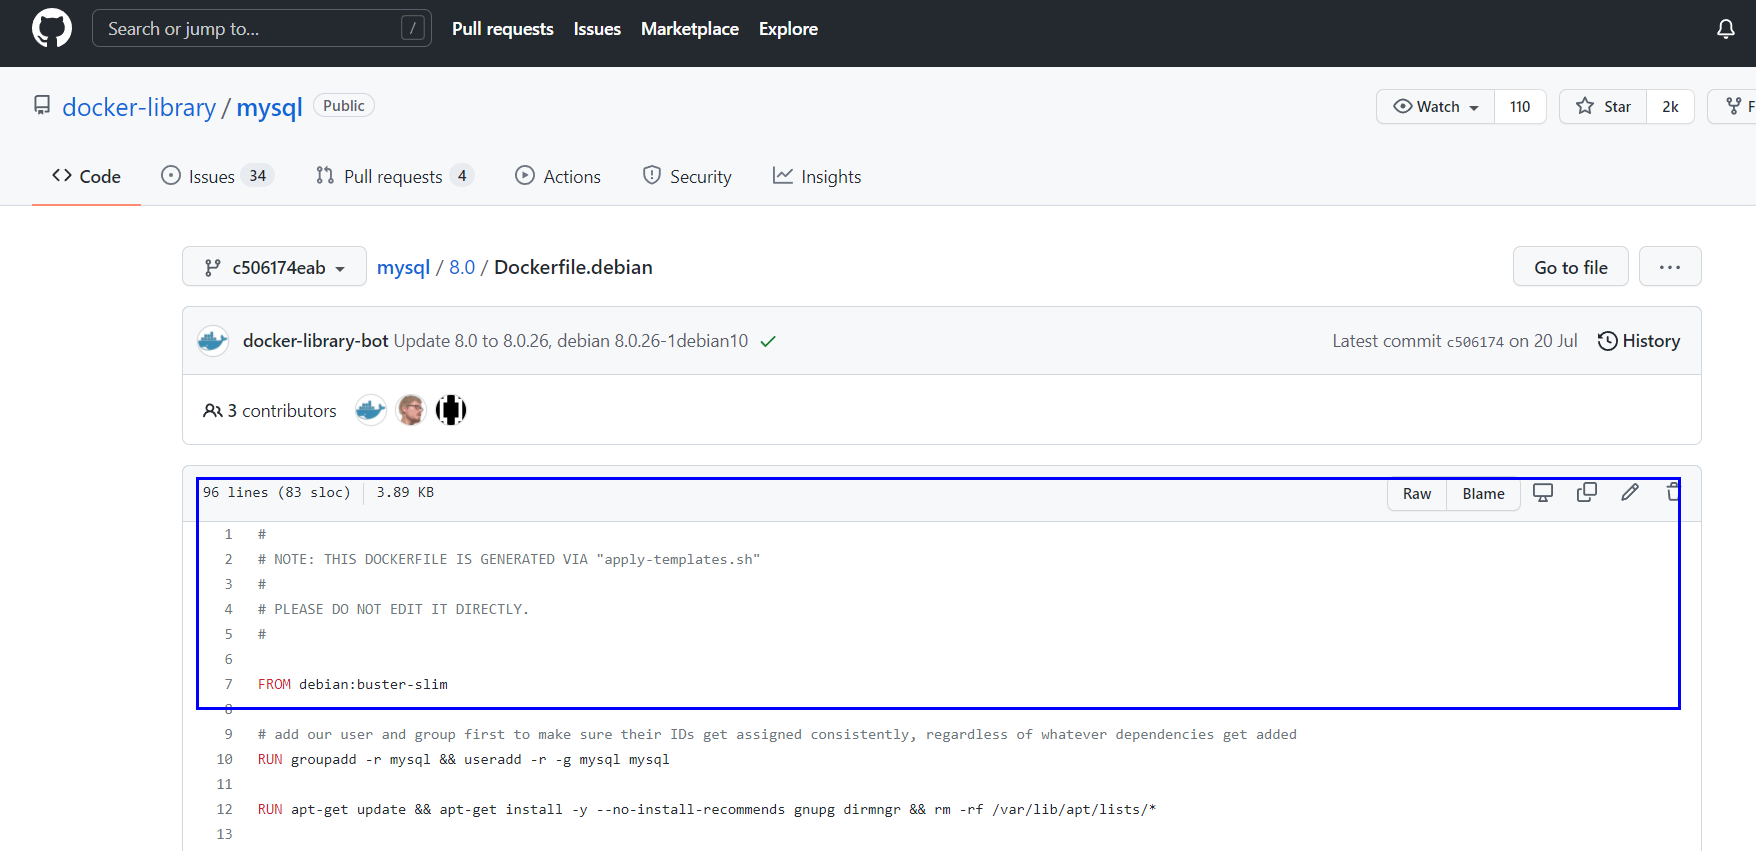 Search or jump to... /
Pull requests Issues Marketplace Explore
docker-library / mysql Public
Watch 110 Star 2k F
Code Issues 34 Pull requests 4 Actions Security Insights
c506174eab mysql / 8.0 / Dockerfile.debian Go to file ...
docker-library-bot Update 8.0 to 8.0.26, debian 8.0.26-1debian10 Latest commit c506174 on 20 Jul History
3 contributors
96 lines (83 sloc) 3.89 KB Raw Blame
1 #
2 # NOTE: THIS DOCKERFILE IS GENERATED VIA "apply-templates.sh"
3 #
4 # PLEASE DO NOT EDIT IT DIRECTLY.
5 #
6
7 FROM debian:buster-slim
8
9 # add our user and group first to make sure their IDs get assigned consistently, regardless of whatever dependencies get added
10 RUN groupadd -r mysql && useradd -r -g mysql mysql
11
12 RUN apt-get update && apt-get install -y --no-install-recommends gnupg dirmngr && rm -rf /var/lib/apt/lists/*
13